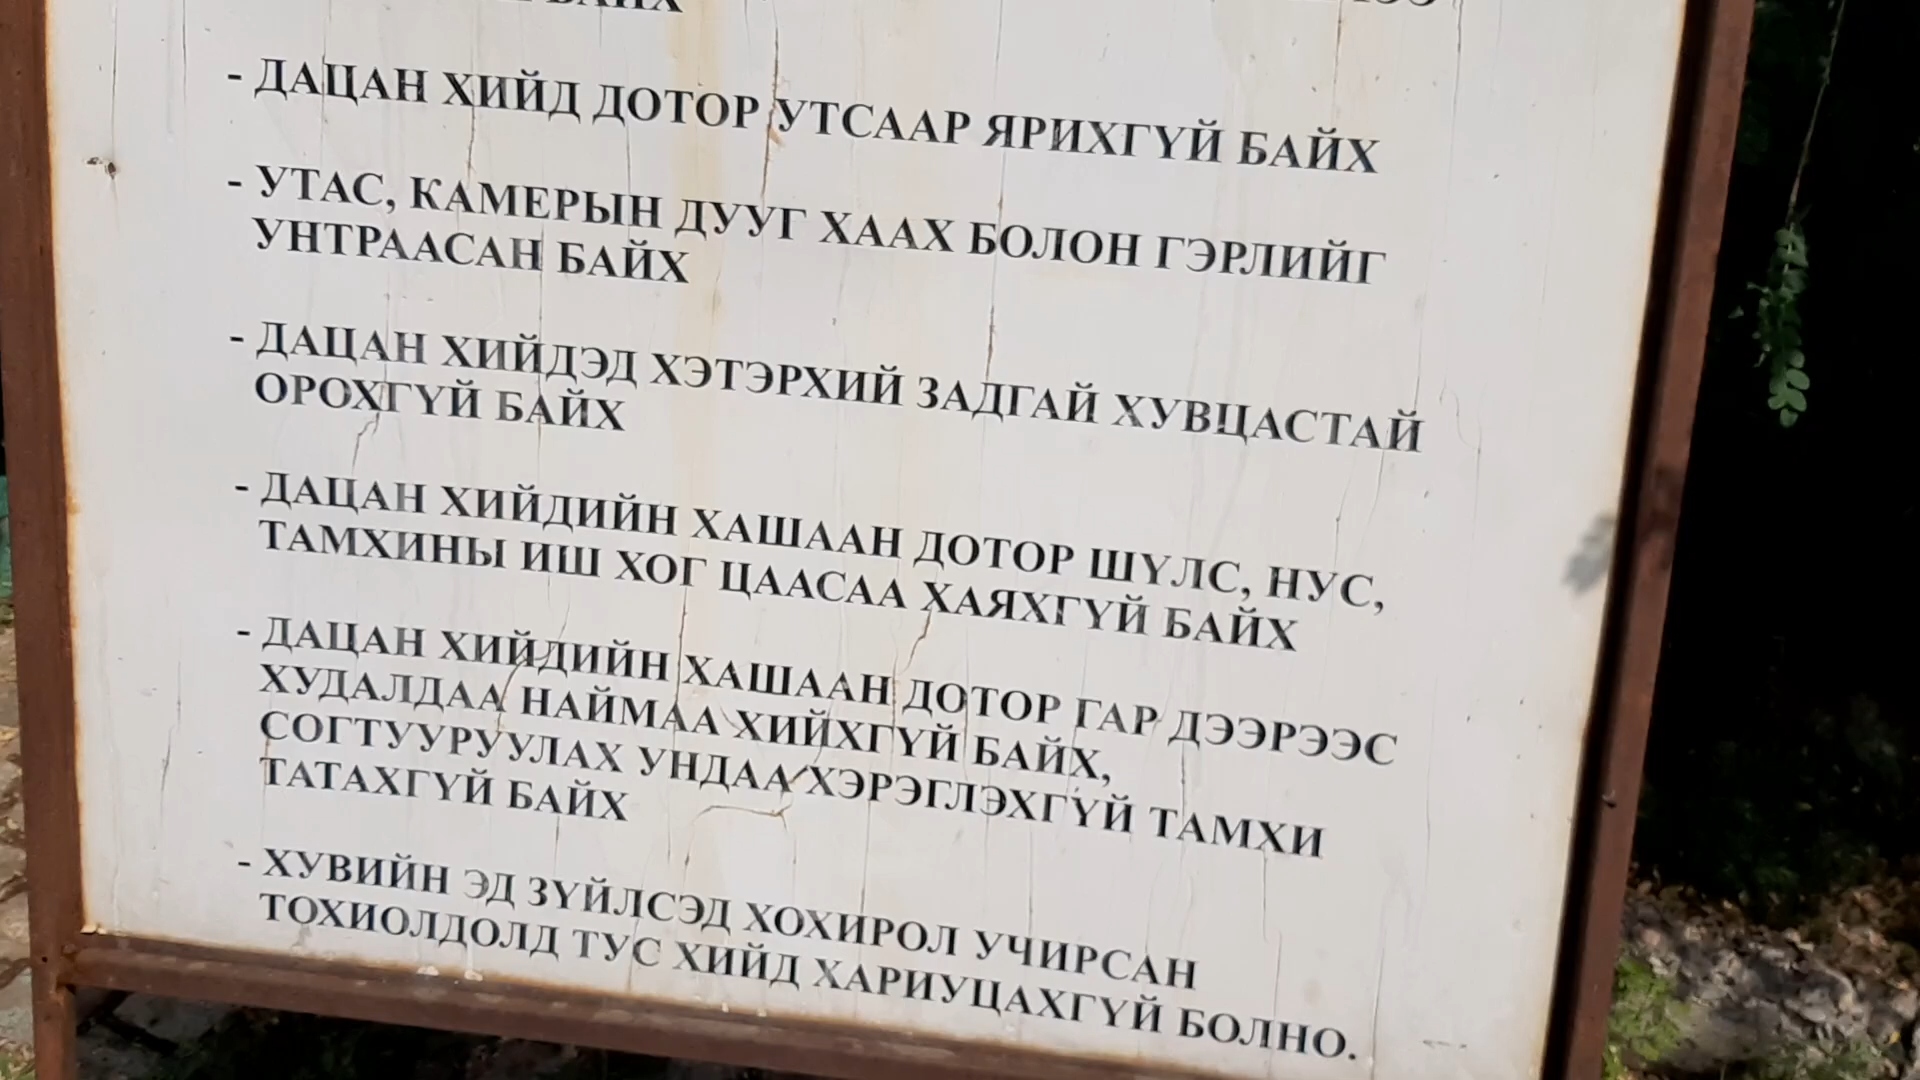 БАЙХ
- ДАЦАН ХИЙД ДОТОР УТСААР ЯРИХГҮЙ БАЙХ
- УТАС, КАМЕРЫН ДУУГ ХААХ БОЛОН ГЭРЛИЙГ
УНТРААСАН БАЙХ
- ДАЦАН ХИЙДЭД ХЭТЭРХИЙ ЗАДГАЙ ХУВЦАСТАЙ
ОРОХГҮЙ БАЙХ
- ДАЦАН ХИЙДИЙН ХАШААН ДОТОР ШҮЛС, НУС,
ТАМХИНЫ ИШ ХОГ ЦААСАА ХАЯХГҮЙ БАЙХ
- ДАЦАН ХИЙДИЙН ХАШААН ДОТОР ГАР ДЭЭРЭЭС
ХУДАЛДАА НАЙМАА ХИЙХГҮЙ БАЙХ,
СОГТУУРУУЛАХ УНДАА ХЭРЭГЛЭХГҮЙ ТАМХИ
ТАТАХГҮЙ БАЙХ
- ХУВИЙН ЭД ЗҮЙЛСЭД ХОХИРОЛ УЧИРСАН
ТОХИОЛДОЛД ТУС ХИЙД ХАРИУЦАХГҮЙ БОЛНО.